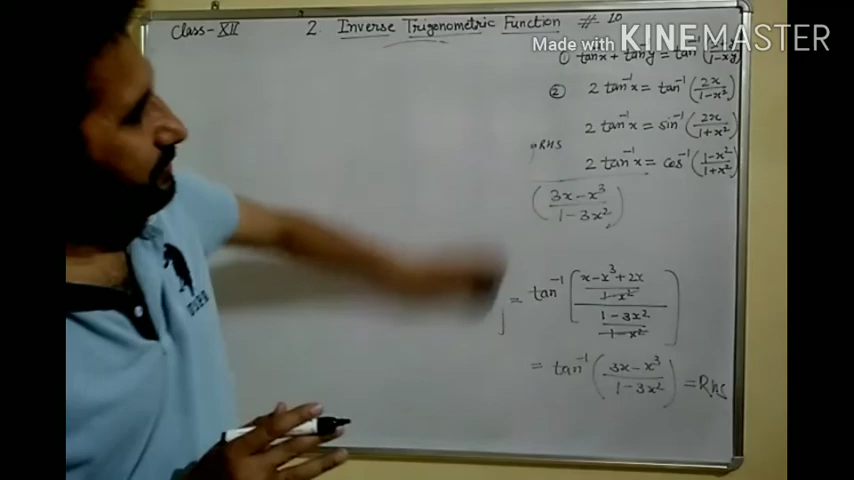 Class-XII 2. Inverse Trigonometric Function # 10
Made with KINEMASTER
① tan⁻¹x + tan⁻¹y = tan⁻¹ (x+y/1-xy)
② 2 tan⁻¹x = tan⁻¹ (2x/1-x²)
2 tan⁻¹x = sin⁻¹ (2x/1+x²)
RHS
2 tan⁻¹x = cos⁻¹ (1-x²/1+x²)
(3x-x³/1-3x²)
= tan⁻¹ [x-x³+2x/1-x² / 1-3x²/1-x²]
= tan⁻¹ (3x-x³/1-3x²) = Rhs